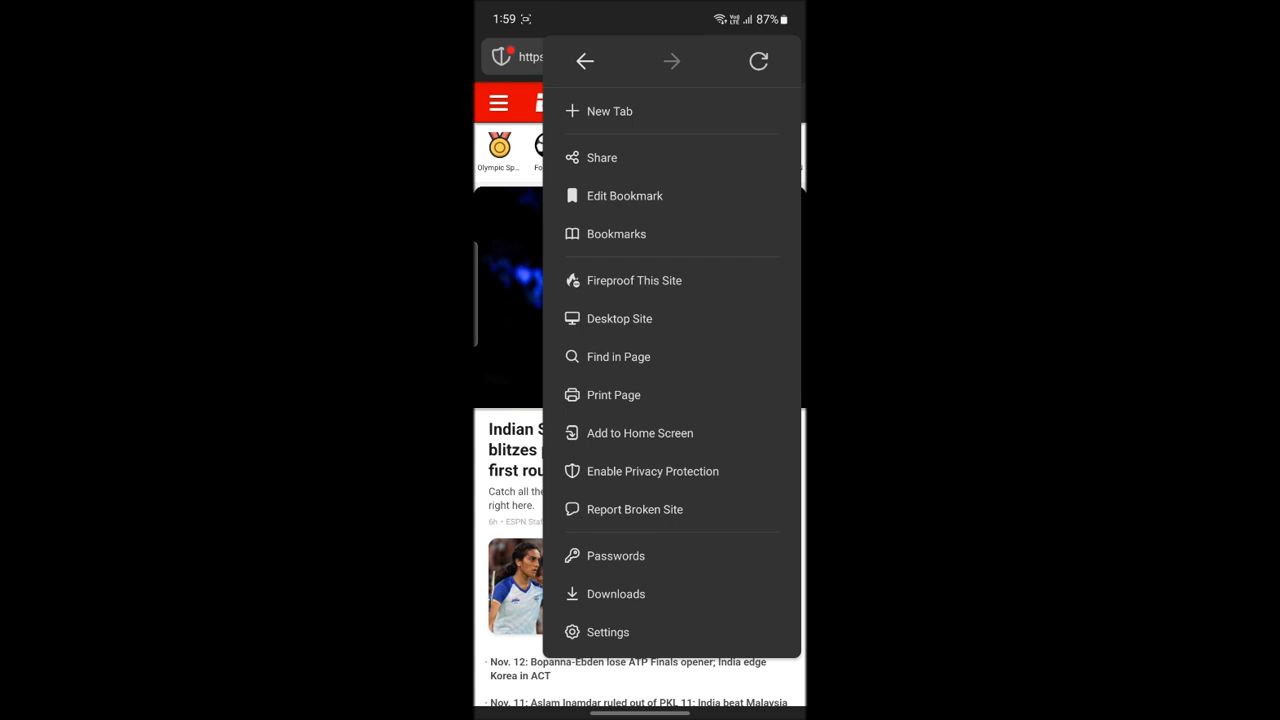 1:59
Vo)
LTE
87%
https
New Tab
Share
Edit Bookmark
Bookmarks
Fireproof This Site
Desktop Site
Find in Page
Print Page
Add to Home Screen
Enable Privacy Protection
Report Broken Site
Passwords
Downloads
Settings
Olympic Sp...
Fo
Indian S
blitzes
first rou
Catch all the
right here.
6h • ESPN Sta
· Nov. 12: Bopanna-Ebden lose ATP Finals opener; India edge
Korea in ACT
· Nov. 11: Aslam Inamdar ruled out of PKL 11; India beat Malaysia